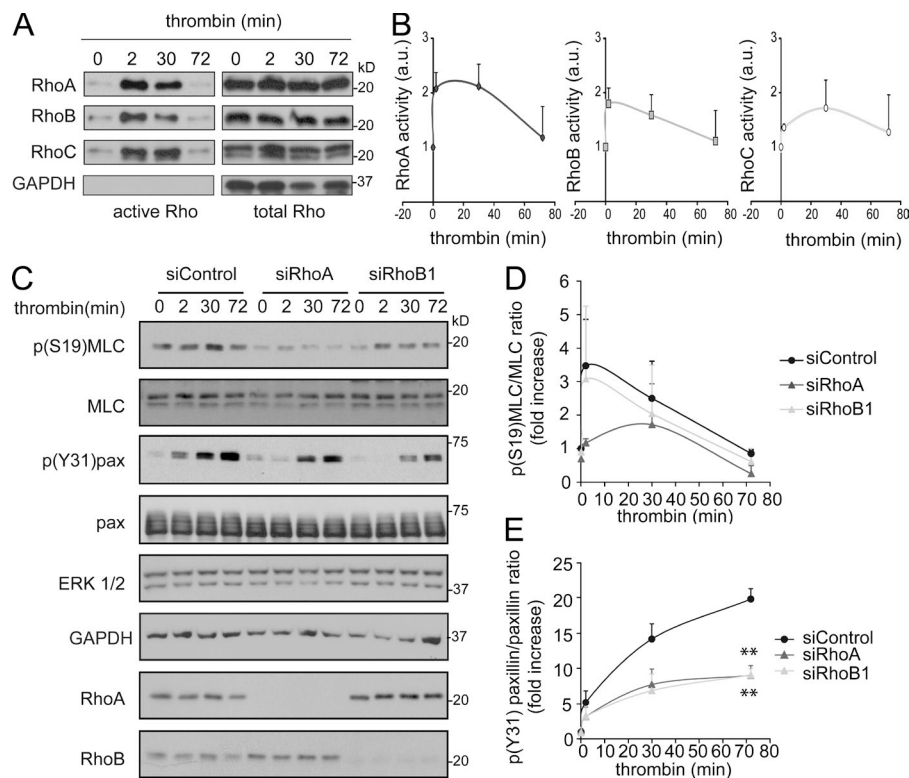 A
thrombin (min)
0 2 30 72 0 2 30 72
kD
RhoA
-20
RhoB
-20
RhoC
-20
GAPDH
-37
active Rho total Rho
B
RhoA activity (a.u.)
3
2
1
-20 0 20 40 60 80
thrombin (min)
RhoB activity (a.u.)
3
2
1
-20 0 20 40 60 80
thrombin (min)
RhoC activity (a.u.)
3
2
1
-20 0 20 40 60 80
thrombin (min)
C
siControl siRhoA siRhoB1
thrombin(min) 0 2 30 72 0 2 30 72 0 2 30 72
kD
p(S19)MLC
-20
MLC
-20
p(Y31)pax
-75
pax
-75
ERK 1/2
-37
GAPDH
-37
RhoA
-20
RhoB
-20
D
p(S19)MLC/MLC ratio
(fold increase)
6
5
4
3
2
1
0
0 10 20 30 40 50 60 70 80
thrombin (min)
siControl
siRhoA
siRhoB1
E
p(Y31) paxillin/paxillin ratio
(fold increase)
25
20
15
10
5
0
0 10 20 30 40 50 60 70 80
thrombin (min)
**
**
siControl
siRhoA
siRhoB1